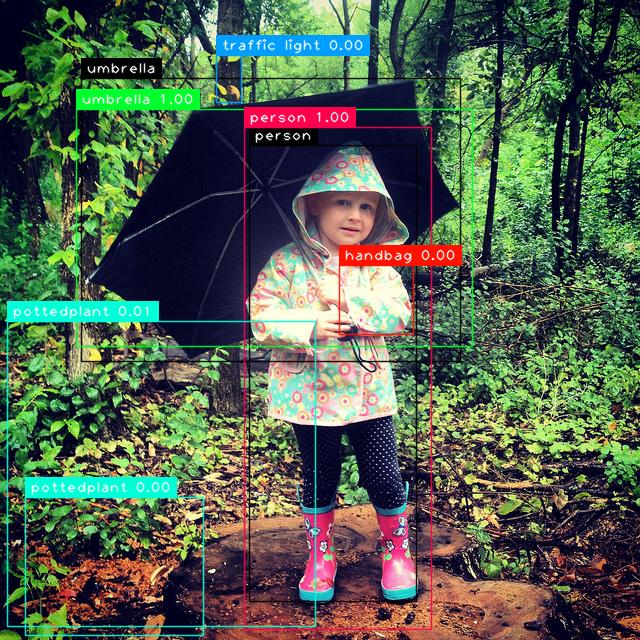 traffic light 0.00
umbrella
umbrella 1.00
person 1.00
person
handbag 0.00
pottedplant 0.01
pottedplant 0.00